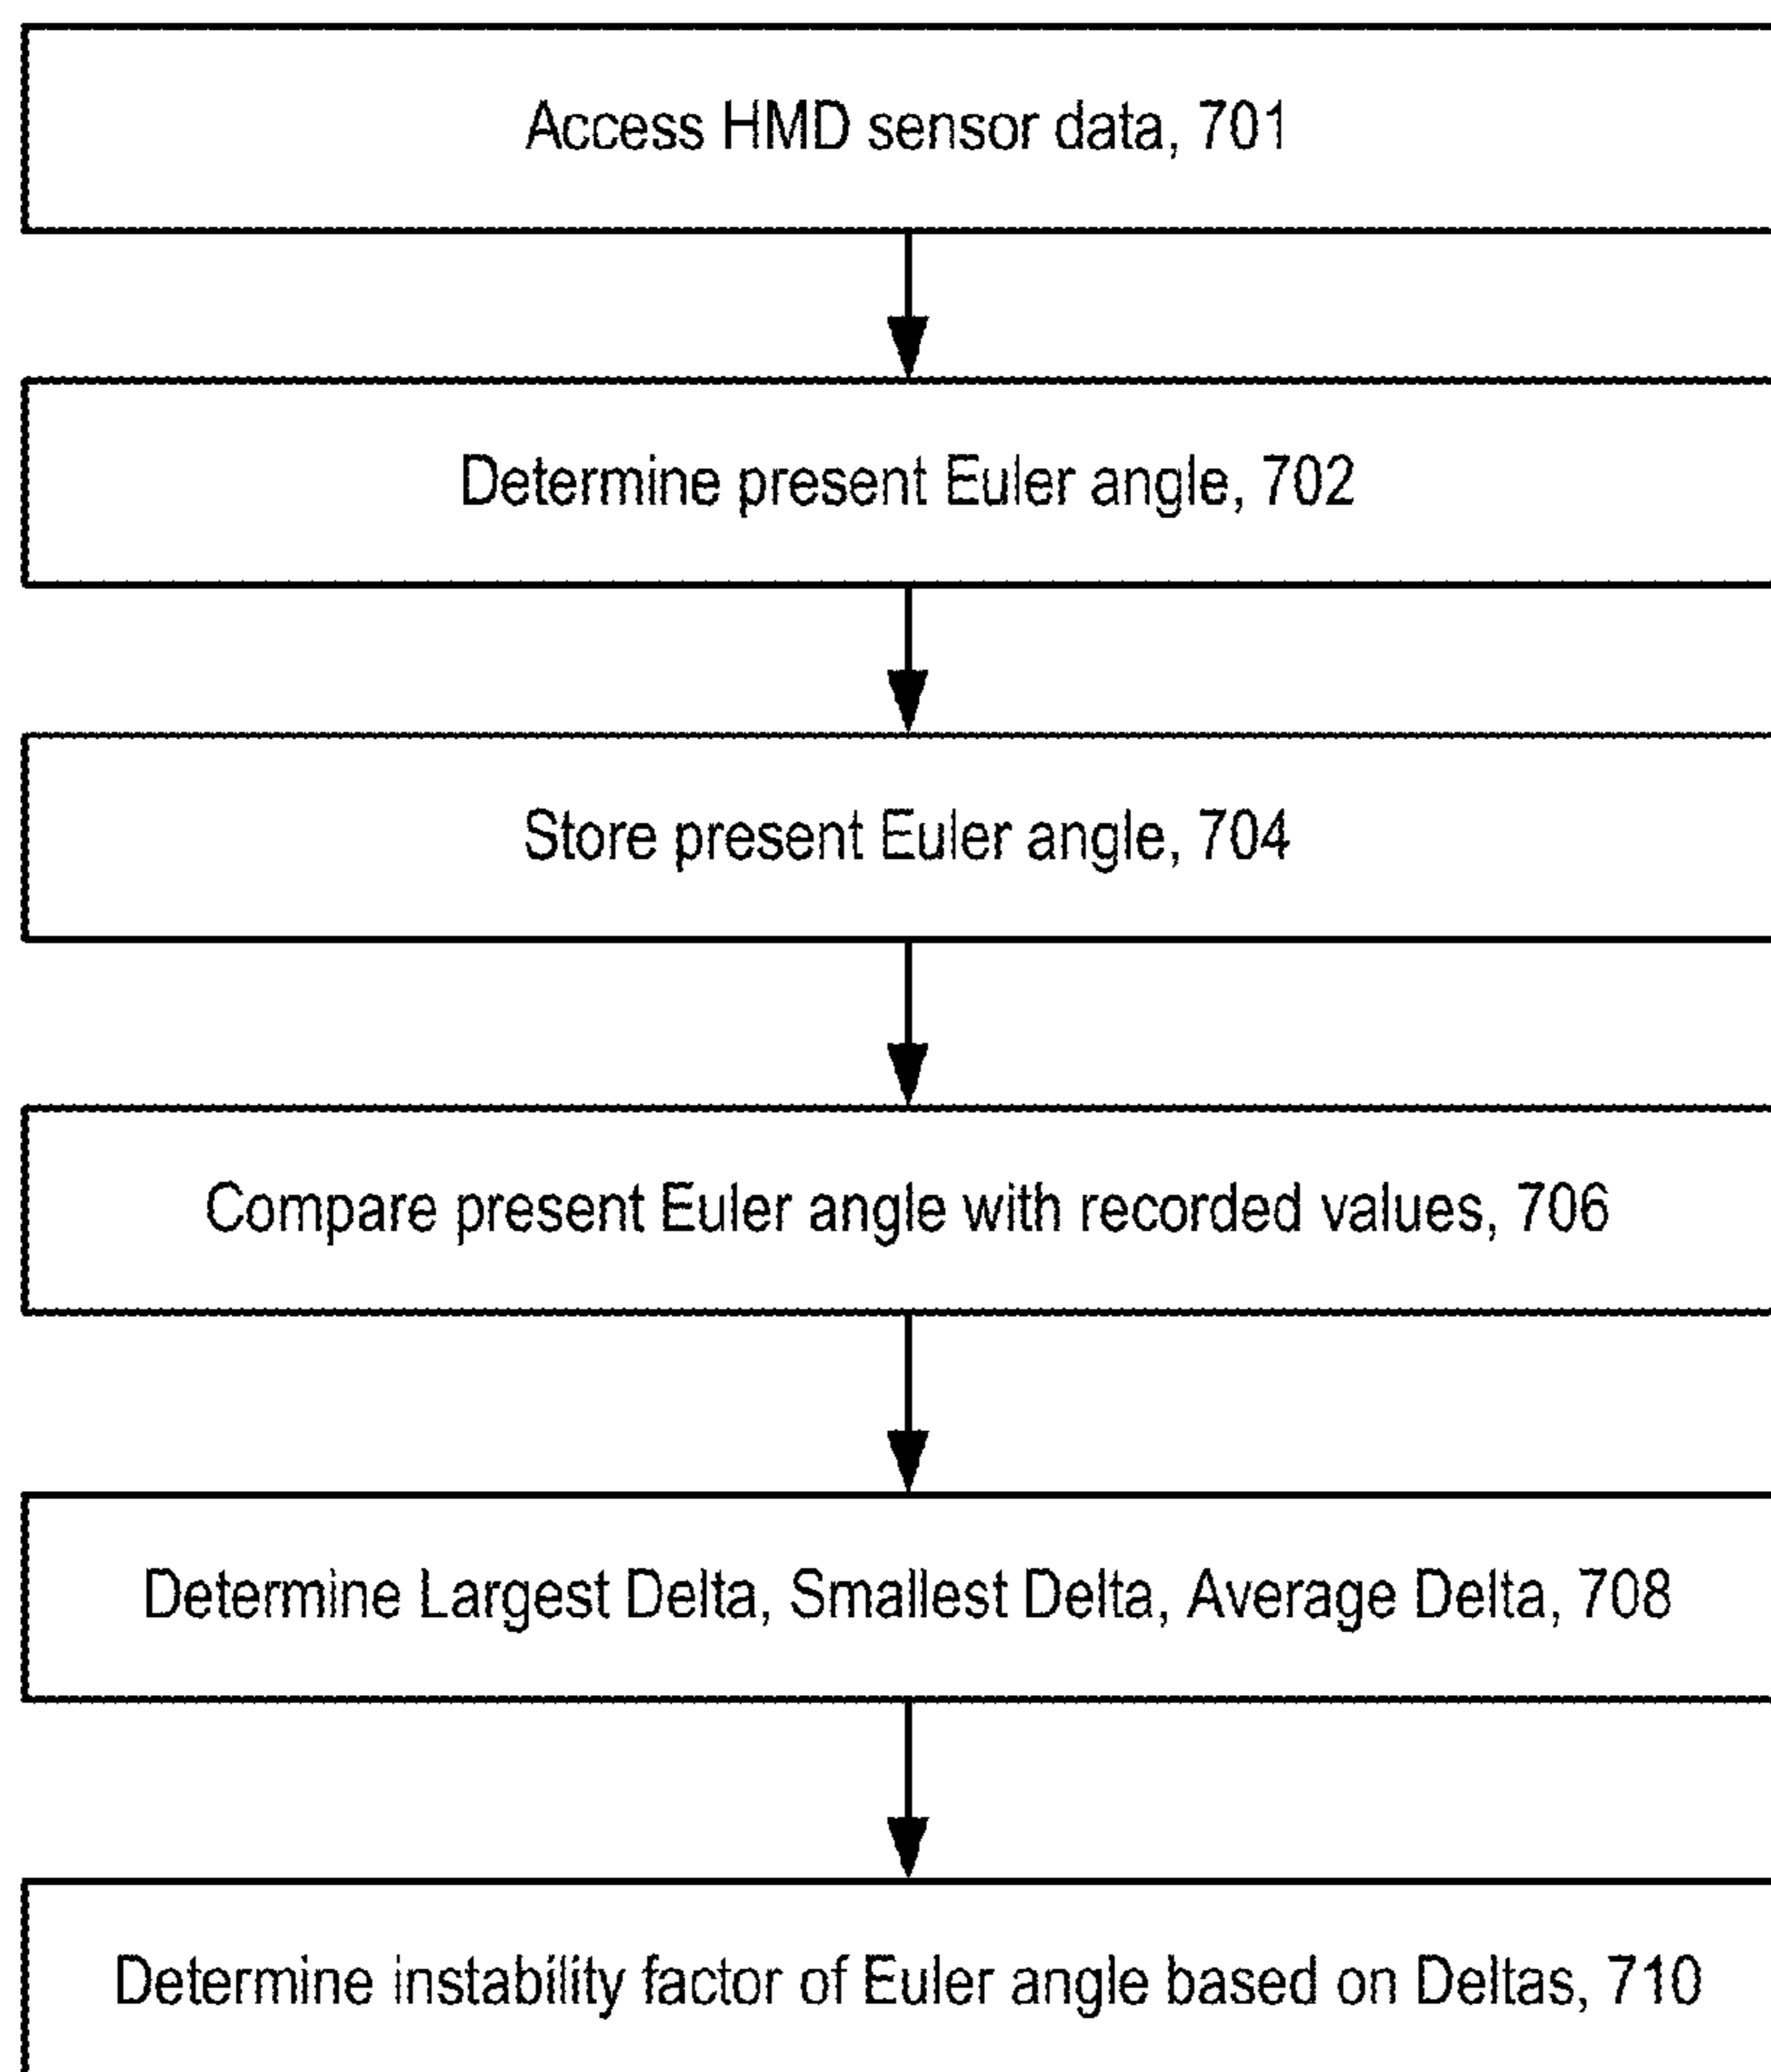 Access HMD sensor data, 701
Determine present Euler angle, 702
Store present Euler angle, 704
Compare present Euler angle with recorded values, 706
Determine Largest Delta, Smallest Delta, Average Delta, 708
Determine instability factor of Euler angle based on Deltas, 710